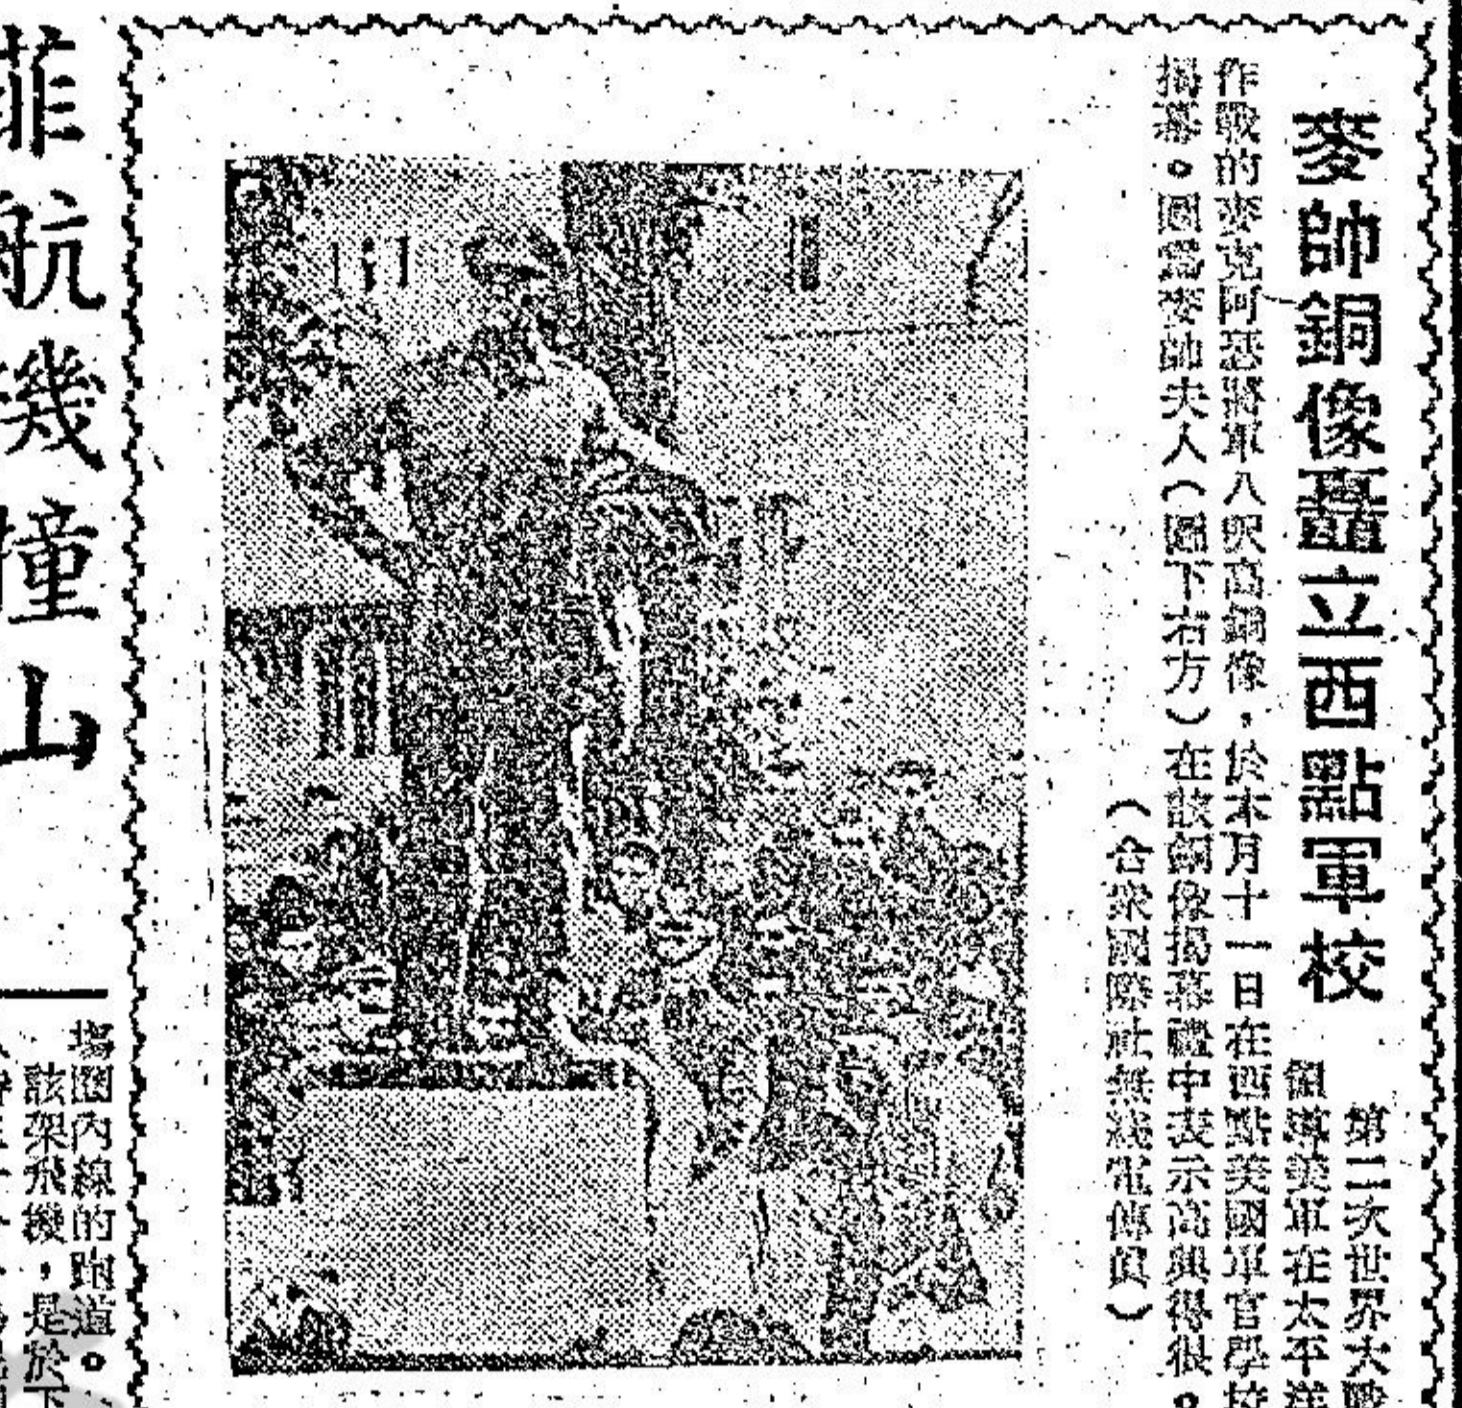 麥帥銅像矗立西點軍校
第二次世界大戰
領導美軍在太平洋
作戰的麥克阿瑟將軍八呎高銅像，於本月十一日在西點美國軍官學校
揭幕。圖為麥帥夫人（圖下右方）在該銅像揭幕禮中表示高興得很。
（合眾國際社無線電傳真）
菲航機撞山
場圈內線的跑道。
該架飛機，是於下